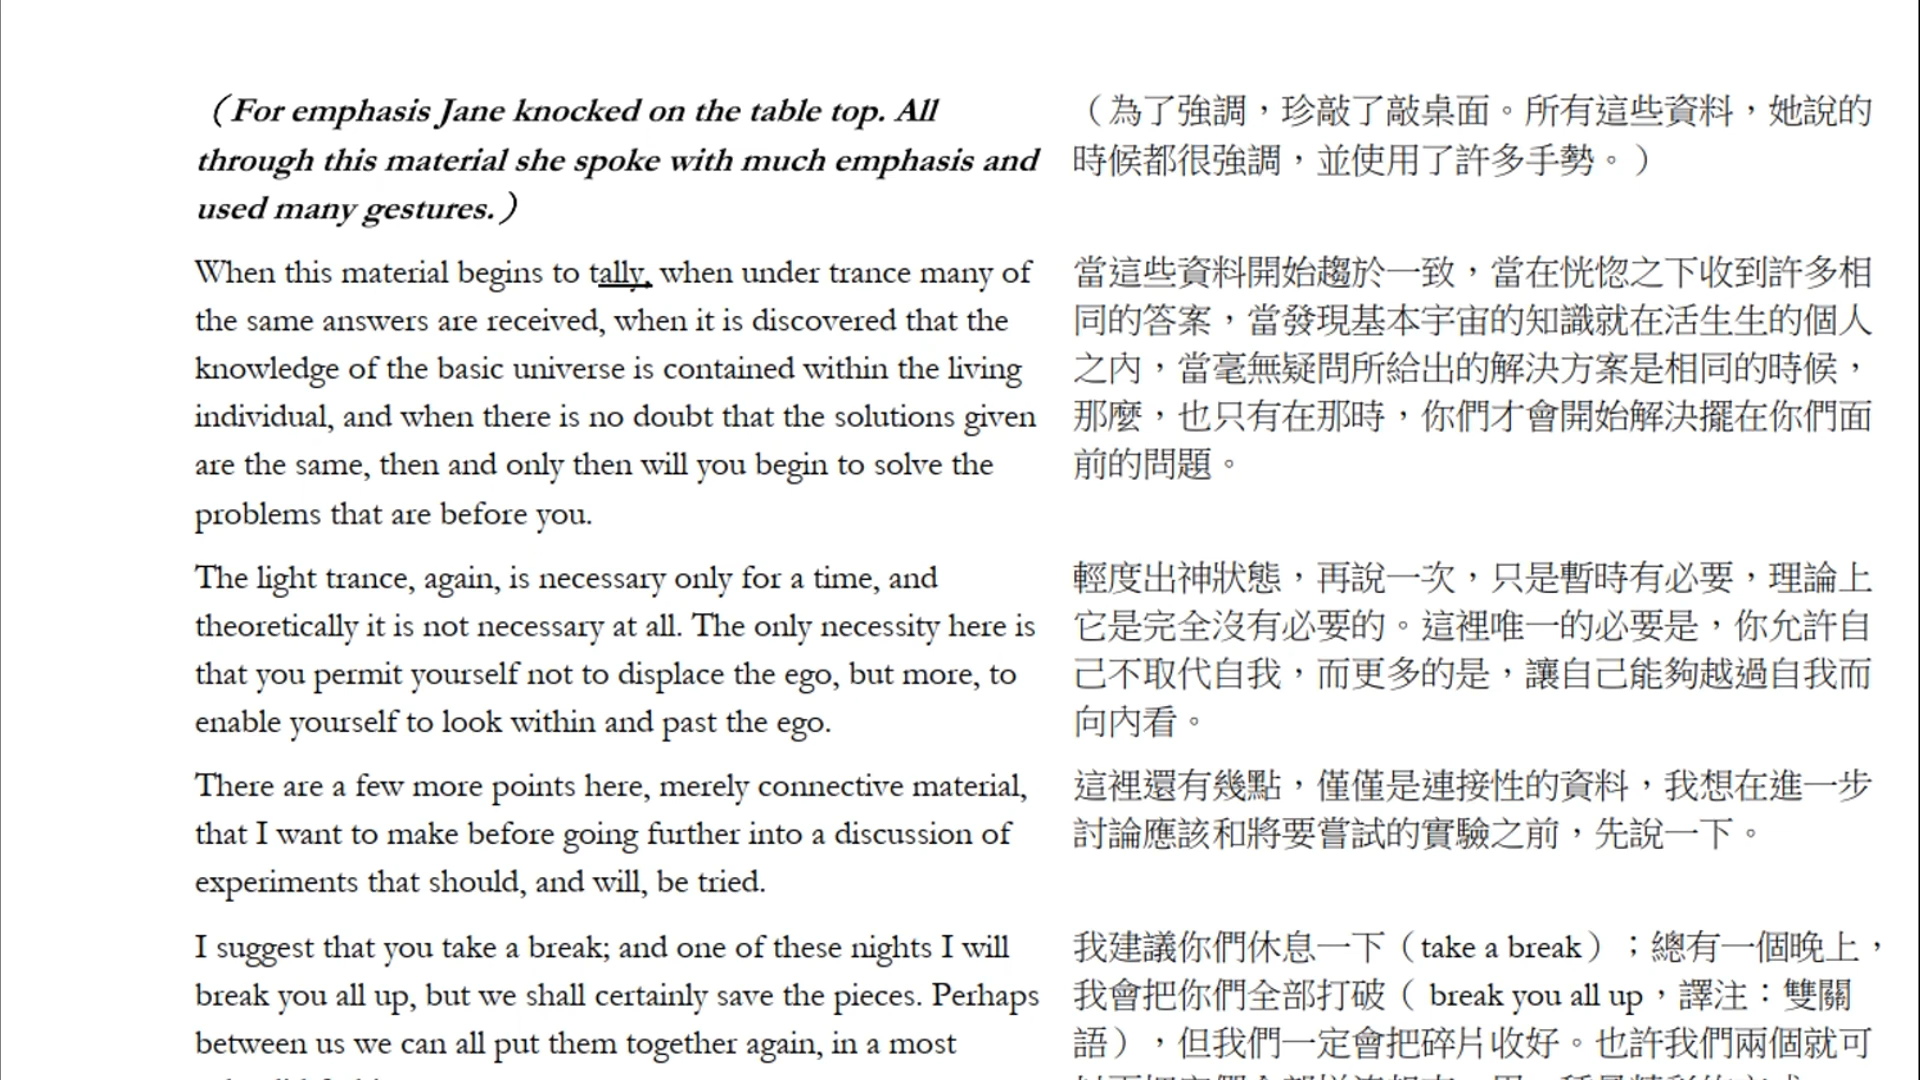 （For emphasis Jane knocked on the table top. All
through this material she spoke with much emphasis and
used many gestures.）
（為了強調，珍敲了敲桌面。所有這些資料，她說的
時候都很強調，並使用了許多手勢。）
When this material begins to tally, when under trance many of
the same answers are received, when it is discovered that the
knowledge of the basic universe is contained within the living
individual, and when there is no doubt that the solutions given
are the same, then and only then will you begin to solve the
problems that are before you.
當這些資料開始趨於一致，當在恍惚之下收到許多相
同的答案，當發現基本宇宙的知識就在活生生的個人
之內，當毫無疑問所給出的解決方案是相同的時候，
那麼，也只有在那時，你們才會開始解決擺在你們面
前的問題。
The light trance, again, is necessary only for a time, and
theoretically it is not necessary at all. The only necessity here is
that you permit yourself not to displace the ego, but more, to
enable yourself to look within and past the ego.
輕度出神狀態，再說一次，只是暫時有必要，理論上
它是完全沒有必要的。這裡唯一的必要是，你允許自
己不取代自我，而更多的是，讓自己能夠越過自我而
向內看。
There are a few more points here, merely connective material,
that I want to make before going further into a discussion of
experiments that should, and will, be tried.
這裡還有幾點，僅僅是連接性的資料，我想在進一步
討論應該和將要嘗試的實驗之前，先說一下。
I suggest that you take a break; and one of these nights I will
break you all up, but we shall certainly save the pieces. Perhaps
between us we can all put them together again, in a most
我建議你們休息一下（take a break）；總有一個晚上，
我會把你們全部打破（ break you all up，譯注：雙關
語），但我們一定會把碎片收好。也許我們兩個就可